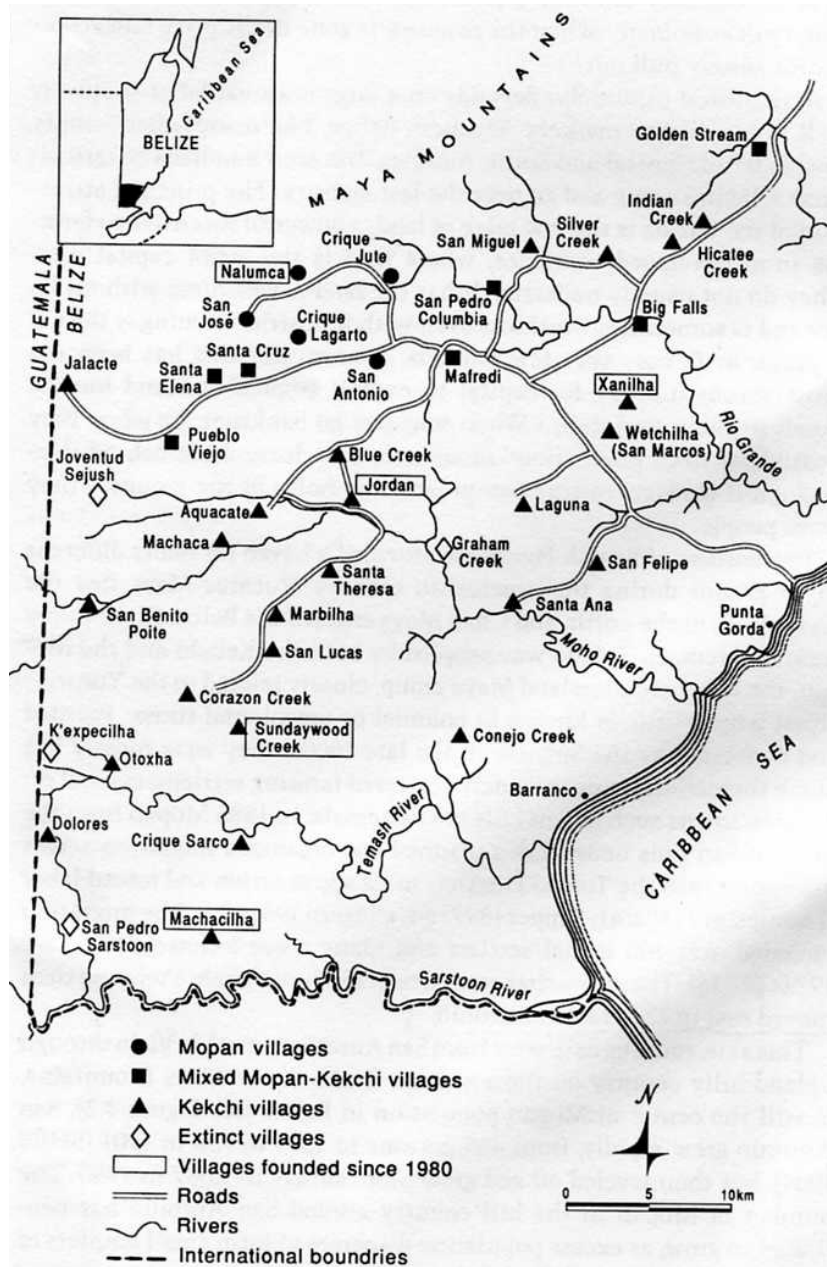 Caribbean Sea
BELIZE
MAYA MOUNTAINS
Golden Stream
Indian
Creek
Silver
Creek
Hicatee
Creek
San Miguel
Crique
Jute
Nalumca
San
José
San Pedro
Columbia
Big Falls
Crique
Lagarto
GUATEMALA
BELIZE
Jalacte
Santa Cruz
Santa
Elena
San
Antonio
Mafredi
Xanilha
Pueblo
Viejo
Wetchilha
(San Marcos)
Rio Grande
Blue Creek
Joventud
Sejush
Jordan
Laguna
Aquacate
Machaca
Graham
Creek
San Felipe
Santa
Theresa
San Benito
Poite
Marbilha
Santa Ana
Punta
Gorda
Moho River
San Lucas
Corazon Creek
K'expecilha
Sundaywood
Creek
Conejo Creek
Otoxha
Barranco
CARIBBEAN SEA
Dolores
Crique Sarco
Temash River
San Pedro
Sarstoon
Machacilha
Sarstoon River
Mopan villages
Mixed Mopan-Kekchi villages
Kekchi villages
Extinct villages
Villages founded since 1980
Roads
Rivers
International boundries
N
0 5 10km